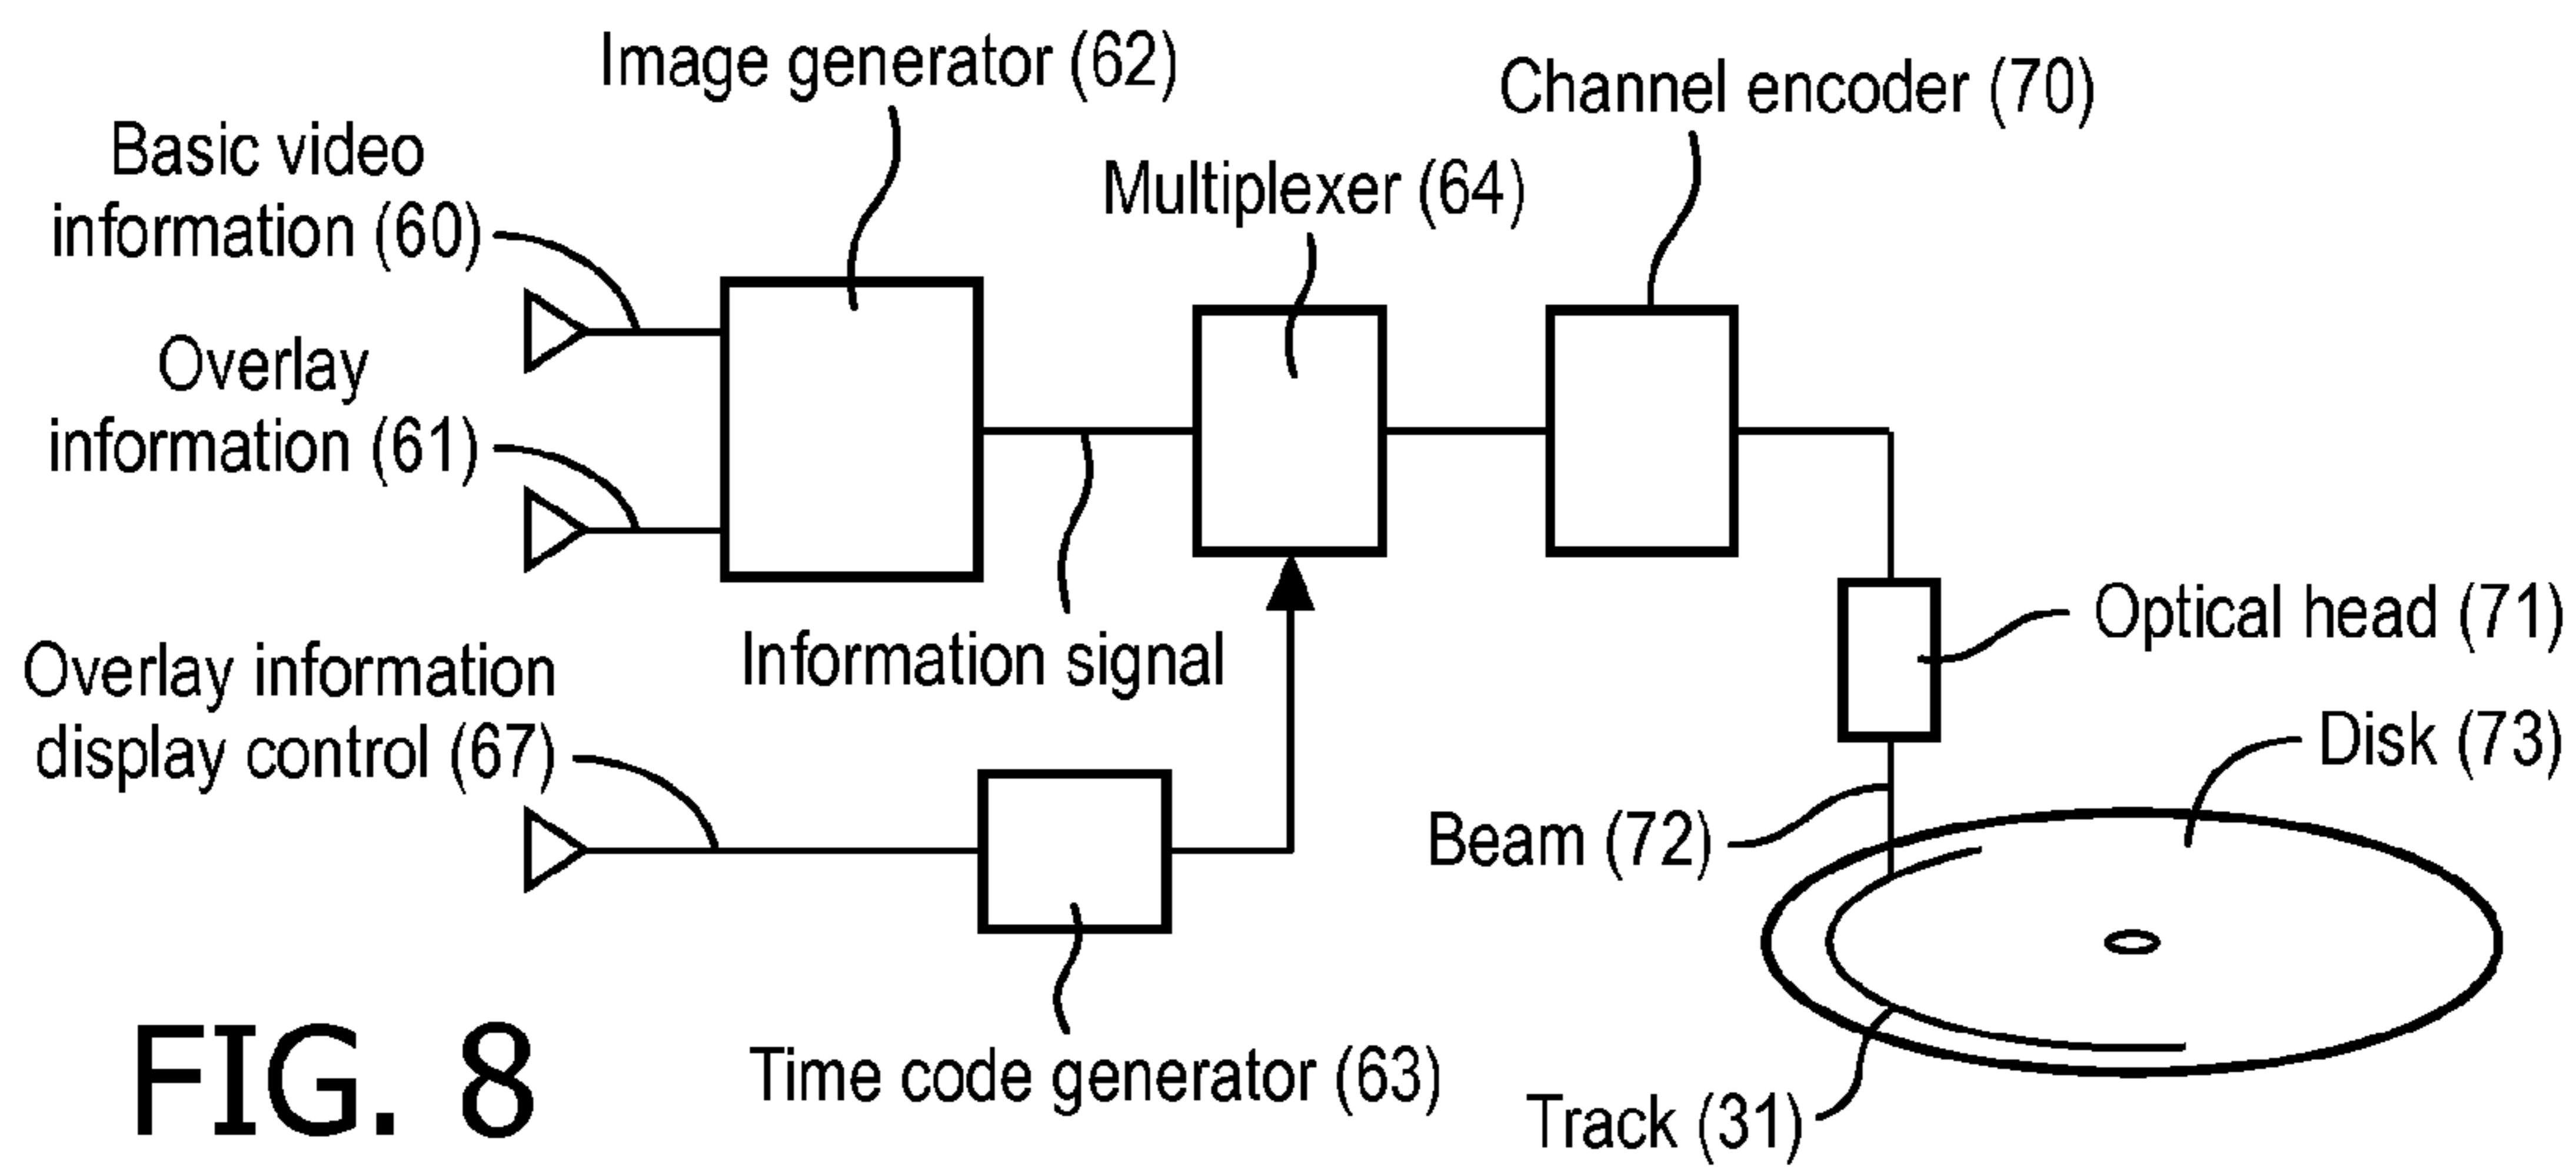 Image generator (62)
Channel encoder (70)
Basic video
information (60)
Multiplexer (64)
Overlay
information (61)
Information signal
Optical head (71)
Overlay information
display control (67)
Disk (73)
Beam (72)
Time code generator (63)
Track (31)
FIG. 8